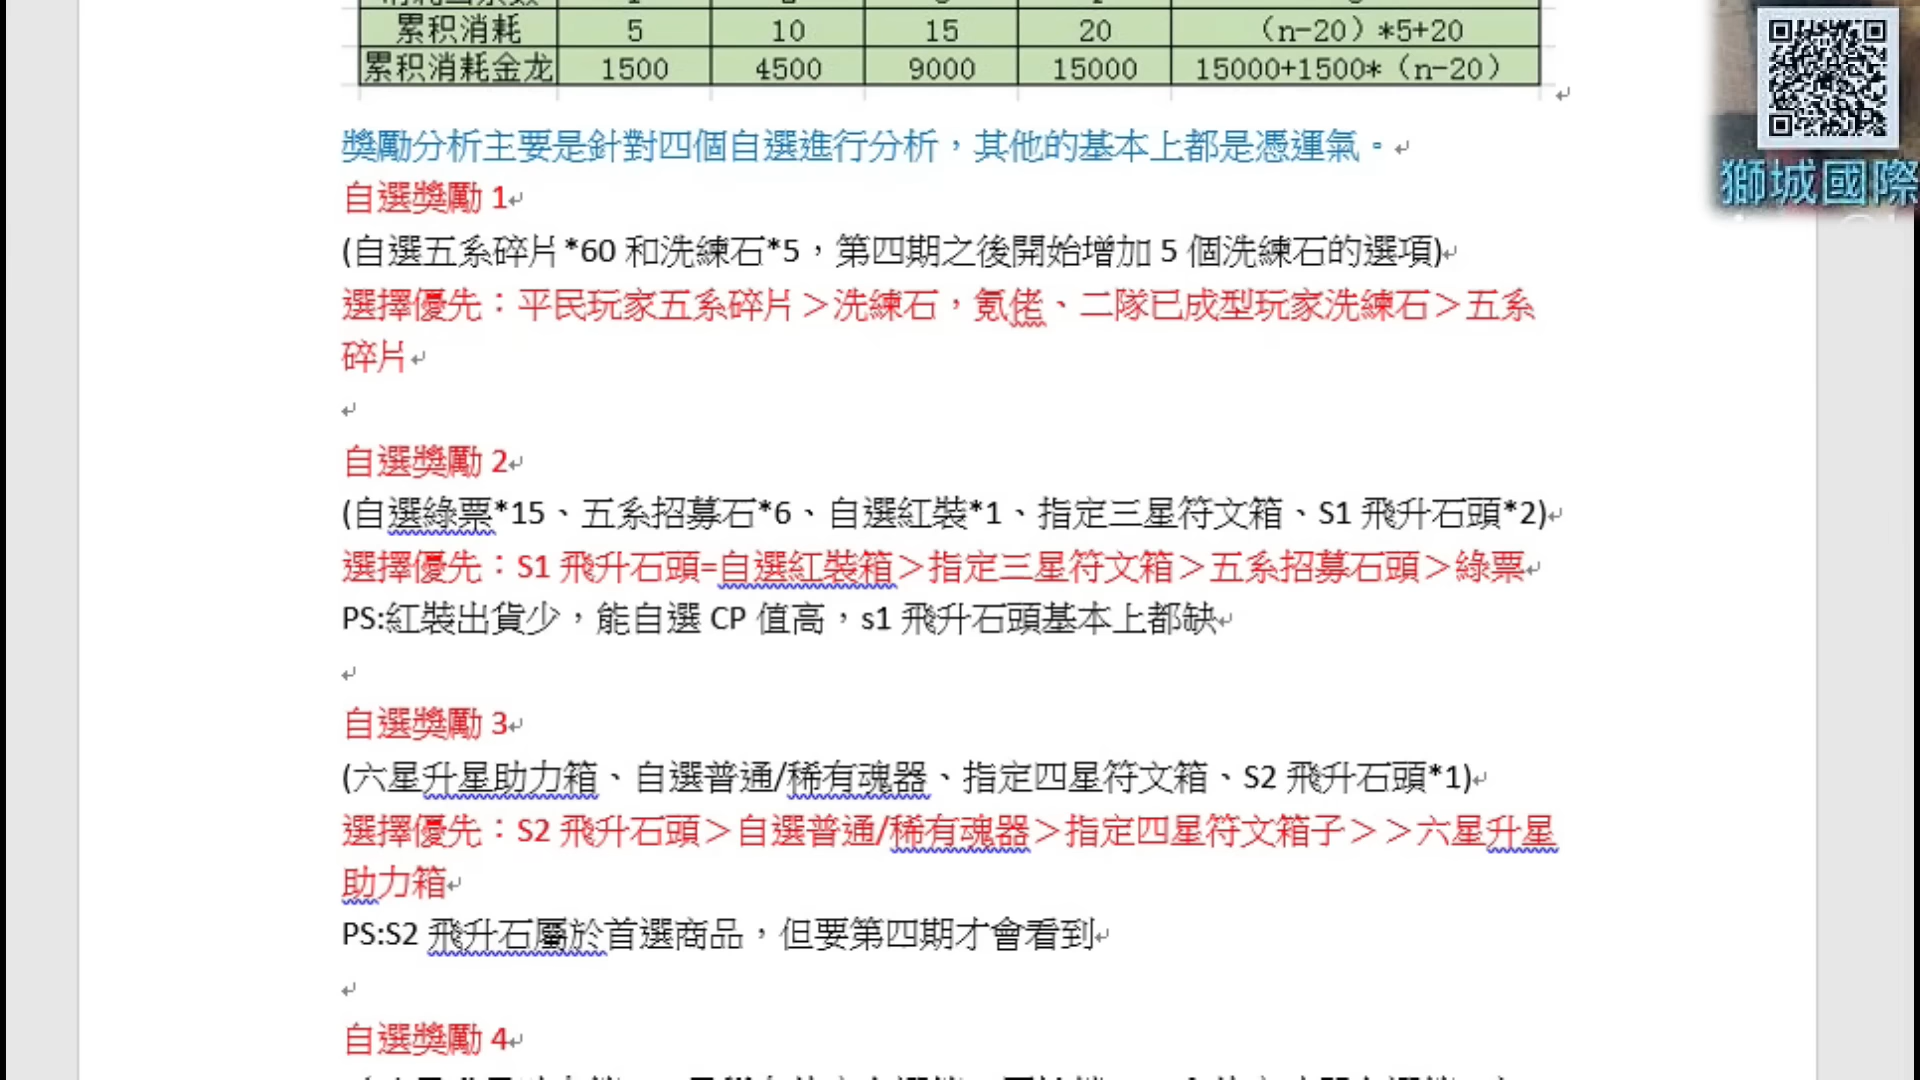 累积消耗 5 10 15 20 (n-20)*5+20
累积消耗金龙 1500 4500 9000 15000 15000+1500*(n-20)
獎勵分析主要是針對四個自選進行分析，其他的基本上都是憑運氣。
自選獎勵 1
(自選五系碎片*60 和洗練石*5，第四期之後開始增加 5 個洗練石的選項)
選擇優先：平民玩家五系碎片＞洗練石，氪佬、二隊已成型玩家洗練石＞五系
碎片
自選獎勵 2
(自選綠票*15、五系招募石*6、自選紅裝*1、指定三星符文箱、S1 飛升石頭*2)
選擇優先：S1 飛升石頭=自選紅裝箱＞指定三星符文箱＞五系招募石頭＞綠票
PS:紅裝出貨少，能自選 CP 值高，s1 飛升石頭基本上都缺
自選獎勵 3
(六星升星助力箱、自選普通/稀有魂器、指定四星符文箱、S2 飛升石頭*1)
選擇優先：S2 飛升石頭＞自選普通/稀有魂器＞指定四星符文箱子＞＞六星升星
助力箱
PS:S2 飛升石屬於首選商品，但要第四期才會看到
自選獎勵 4
獅城國際